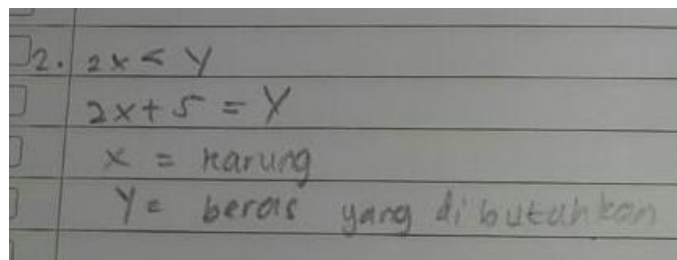 2. 2x < Y
2x + 5 = Y
x = karung
Y = beras yang dibutuhkan